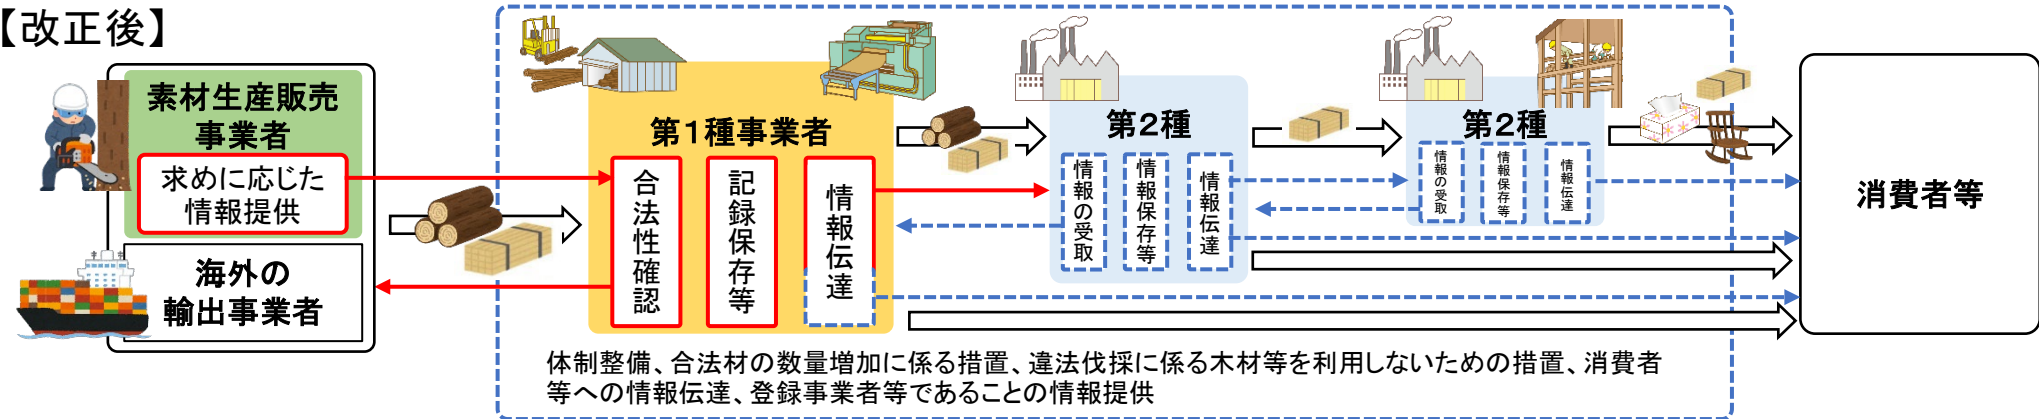 【改正後】
素材生産販売
事業者
求めに応じた
情報提供
海外の
輸出事業者
第1種事業者
合法性確認
記録保存等
情報伝達
第2種
情報の受取
情報保存等
情報伝達
第2種
情報の受取
情報保存等
情報伝達
消費者等
体制整備、合法材の数量増加に係る措置、違法伐採に係る木材等を利用しないための措置、消費者
等への情報伝達、登録事業者等であることの情報提供